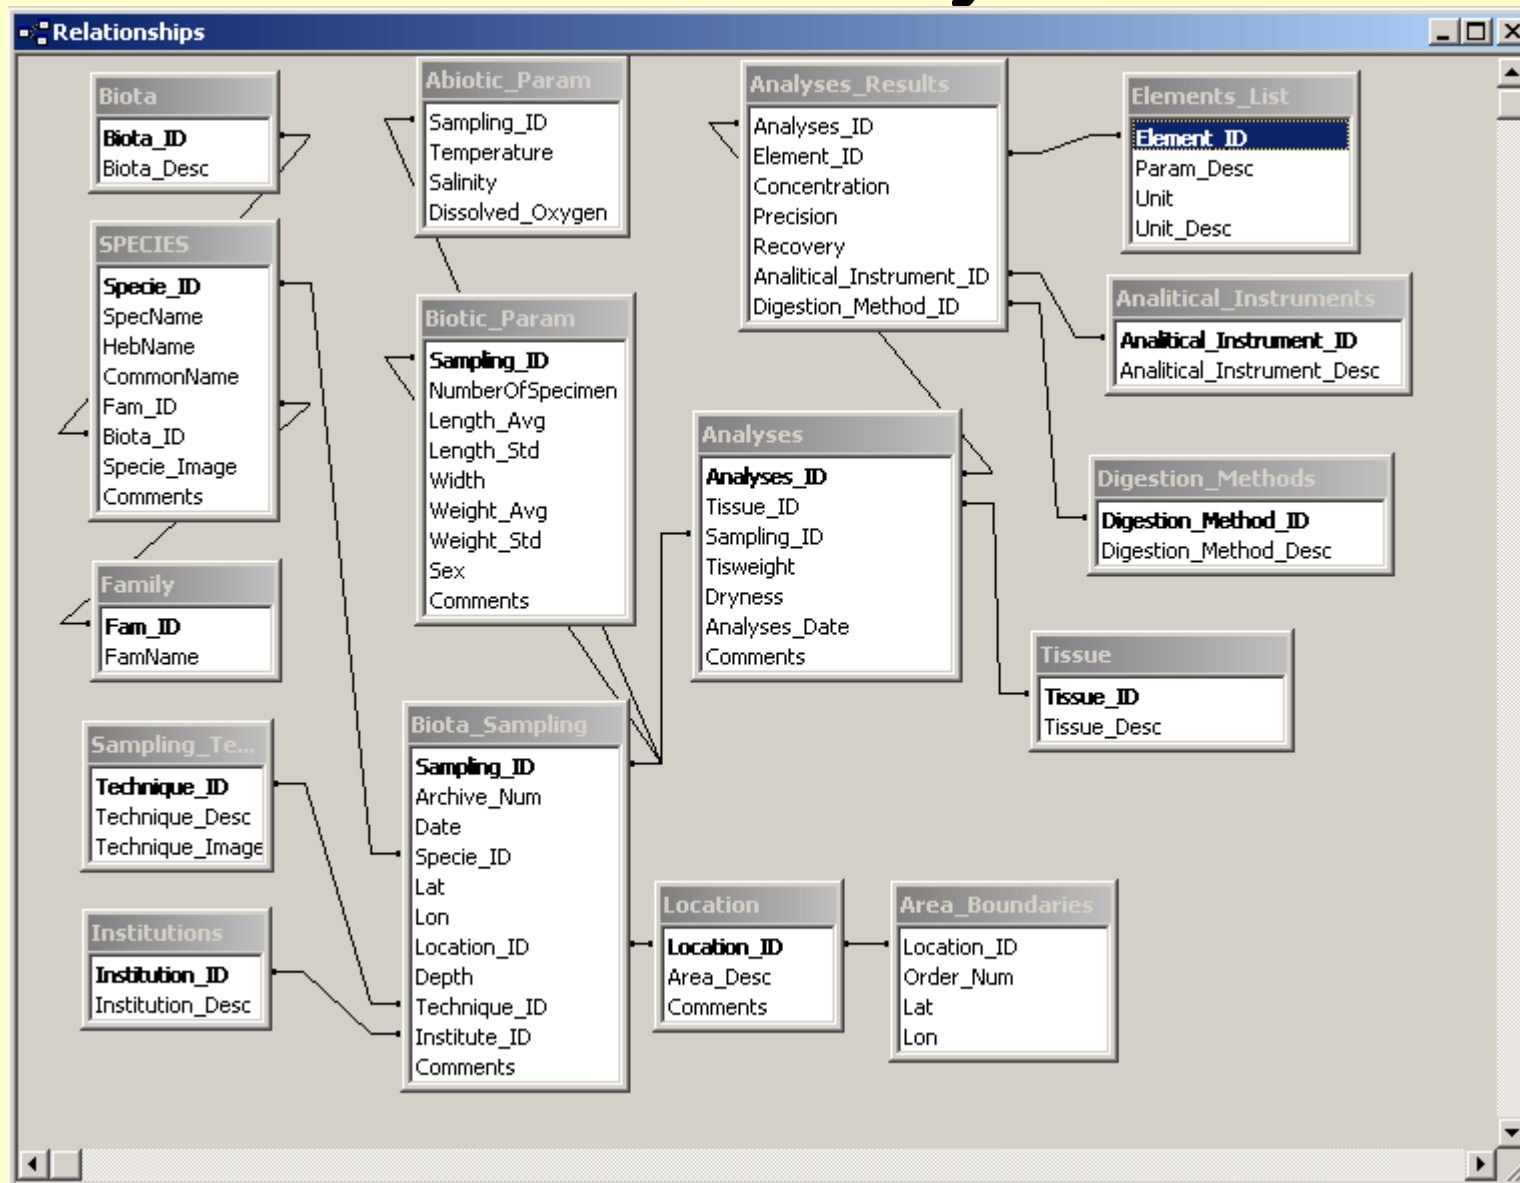 Relationships
Biota
Biota_ID
Biota_Desc
SPECIES
Specie_ID
SpecName
HebName
CommonName
Fam_ID
Biota_ID
Specie_Image
Comments
Family
Fam_ID
FamName
Sampling_Te...
Technique_ID
Technique_Desc
Technique_Image
Institutions
Institution_ID
Institution_Desc
Abiotic_Param
Sampling_ID
Temperature
Salinity
Dissolved_Oxygen
Biotic_Param
Sampling_ID
NumberOfSpecimen
Length_Avg
Length_Std
Width
Weight_Avg
Weight_Std
Sex
Comments
Biota_Sampling
Sampling_ID
Archive_Num
Date
Specie_ID
Lat
Lon
Location_ID
Depth
Technique_ID
Institute_ID
Comments
Analyses_Results
Analyses_ID
Element_ID
Concentration
Precision
Recovery
Analitical_Instrument_ID
Digestion_Method_ID
Analyses
Analyses_ID
Tissue_ID
Sampling_ID
Tisweight
Dryness
Analyses_Date
Comments
Location
Location_ID
Area_Desc
Comments
Area_Boundaries
Location_ID
Order_Num
Lat
Lon
Elements_List
Element_ID
Param_Desc
Unit
Unit_Desc
Analitical_Instruments
Analitical_Instrument_ID
Analitical_Instrument_Desc
Digestion_Methods
Digestion_Method_ID
Digestion_Method_Desc
Tissue
Tissue_ID
Tissue_Desc